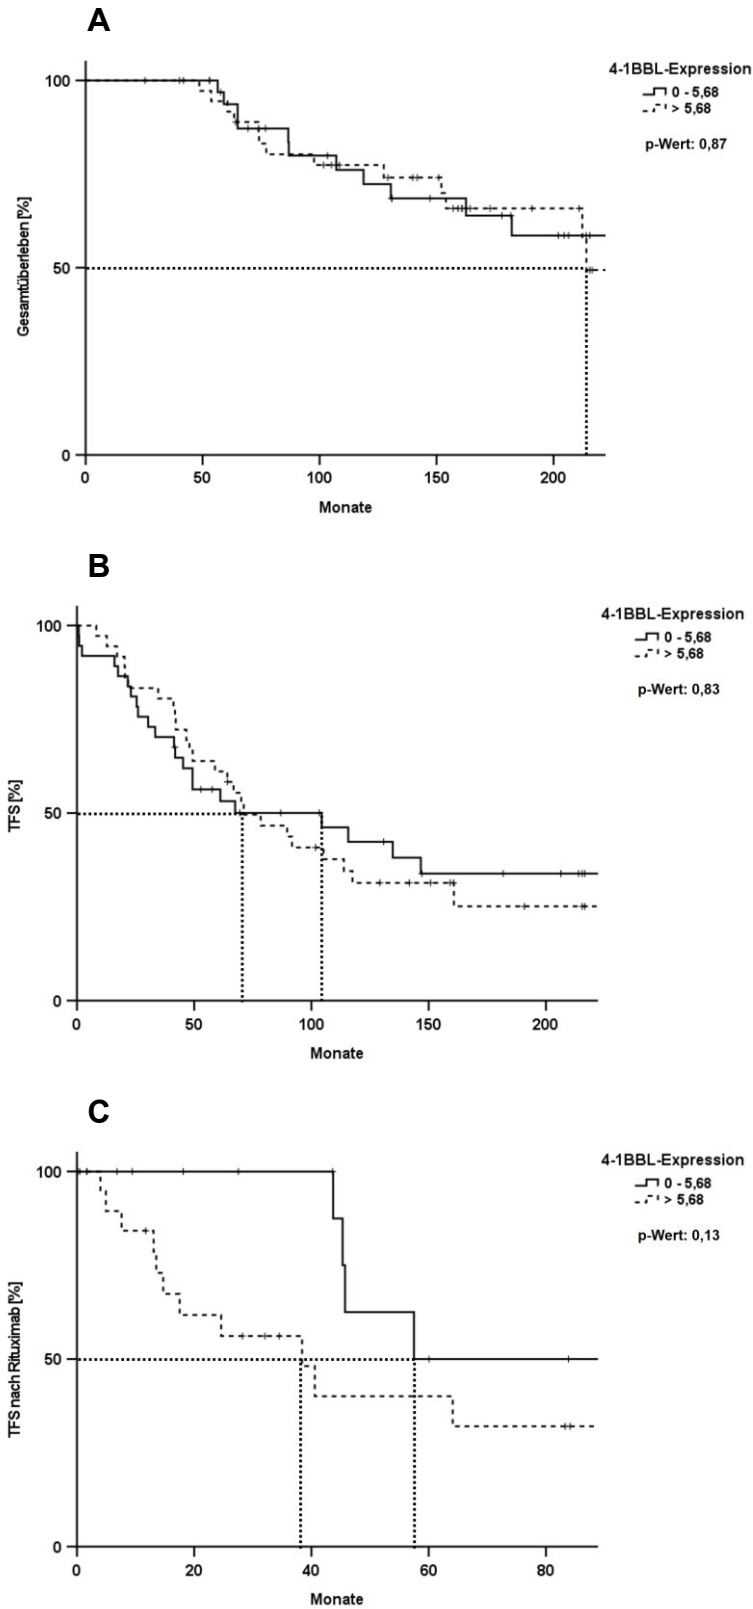 A
4-1BBL-Expression
0 - 5,68
> 5,68
p-Wert: 0,87
Gesamtüberleben [%]
100
50
0
0 50 100 150 200
Monate
B
4-1BBL-Expression
0 - 5,68
> 5,68
p-Wert: 0,83
TFS [%]
100
50
0
0 50 100 150 200
Monate
C
4-1BBL-Expression
0 - 5,68
> 5,68
p-Wert: 0,13
TFS nach Rituximab [%]
100
50
0
0 20 40 60 80
Monate